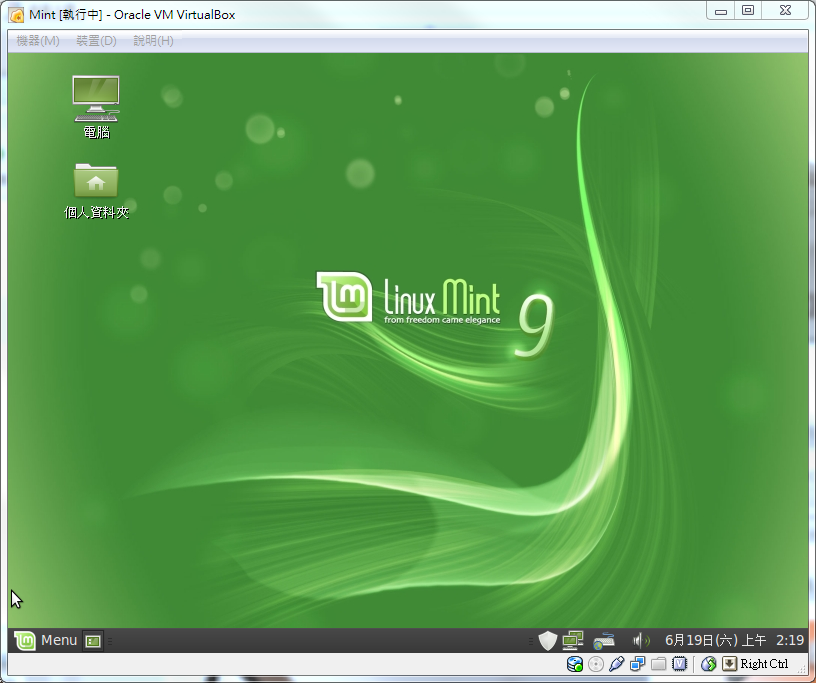 Mint [執行中] - Oracle VM VirtualBox
機器(M) 裝置(D) 說明(H)
電腦
個人資料夾
lm Linux Mint 9
from freedom came elegance
lm Menu
6月19日(六) 上午 2:19
V
Right Ctrl